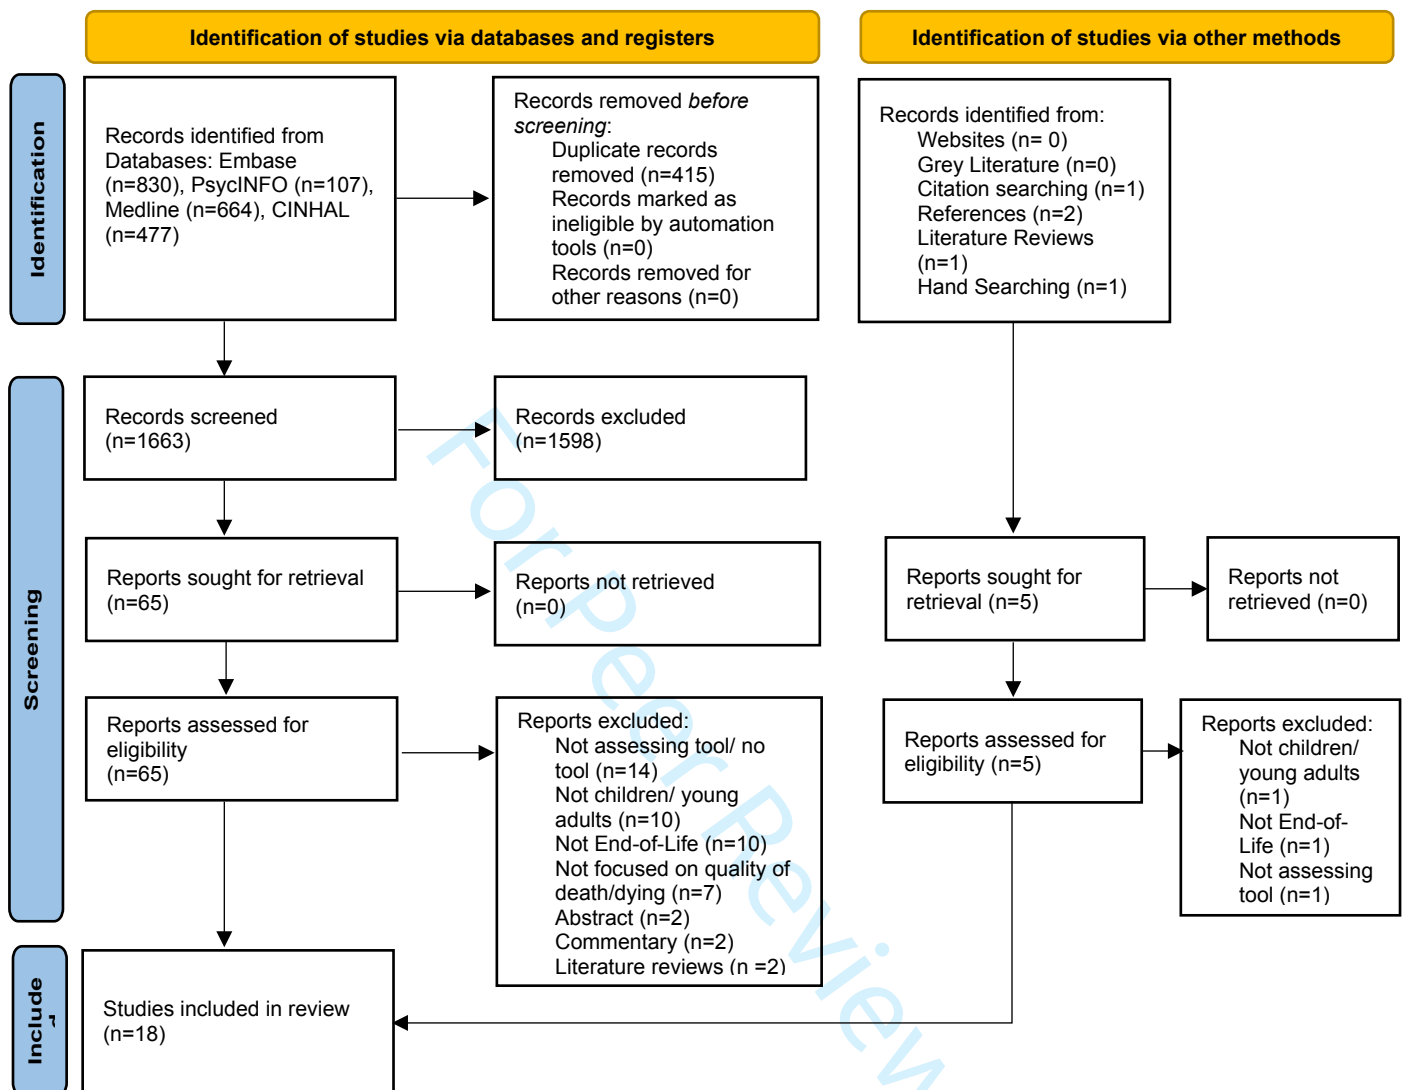 Identification of studies via databases and registers
Identification of studies via other methods
Identification
Records identified from
Databases: Embase
(n=830), PsycINFO (n=107),
Medline (n=664), CINHAL
(n=477)
Records removed before
screening:
Duplicate records
removed (n=415)
Records marked as
ineligible by automation
tools (n=0)
Records removed for
other reasons (n=0)
Records identified from:
Websites (n= 0)
Grey Literature (n=0)
Citation searching (n=1)
References (n=2)
Literature Reviews
(n=1)
Hand Searching (n=1)
Screening
Records screened
(n=1663)
Records excluded
(n=1598)
Reports sought for retrieval
(n=65)
Reports not retrieved
(n=0)
Reports sought for
retrieval (n=5)
Reports not
retrieved (n=0)
Reports assessed for
eligibility
(n=65)
Reports excluded:
Not assessing tool/ no
tool (n=14)
Not children/ young
adults (n=10)
Not End-of-Life (n=10)
Not focused on quality of
death/dying (n=7)
Abstract (n=2)
Commentary (n=2)
Literature reviews (n =2)
Reports assessed for
eligibility (n=5)
Reports excluded:
Not children/
young adults
(n=1)
Not End-of-
Life (n=1)
Not assessing
tool (n=1)
Include
Studies included in review
(n=18)
For Peer Review